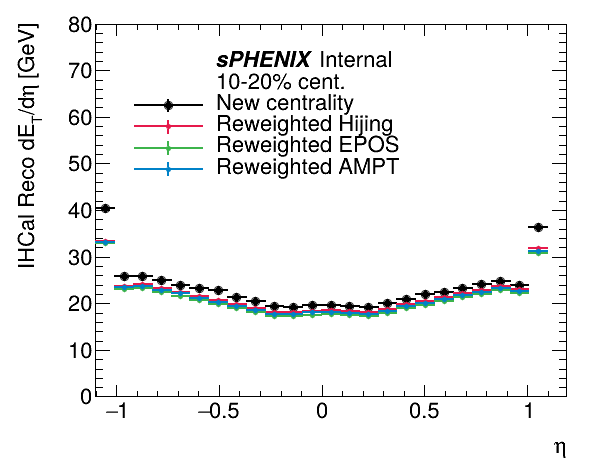 IHCal Reco dE_T/dη [GeV]
80
70
60
50
40
30
20
10
0
sPHENIX Internal
10-20% cent.
New centrality
Reweighted Hijing
Reweighted EPOS
Reweighted AMPT
−1 −0.5 0 0.5 1
η